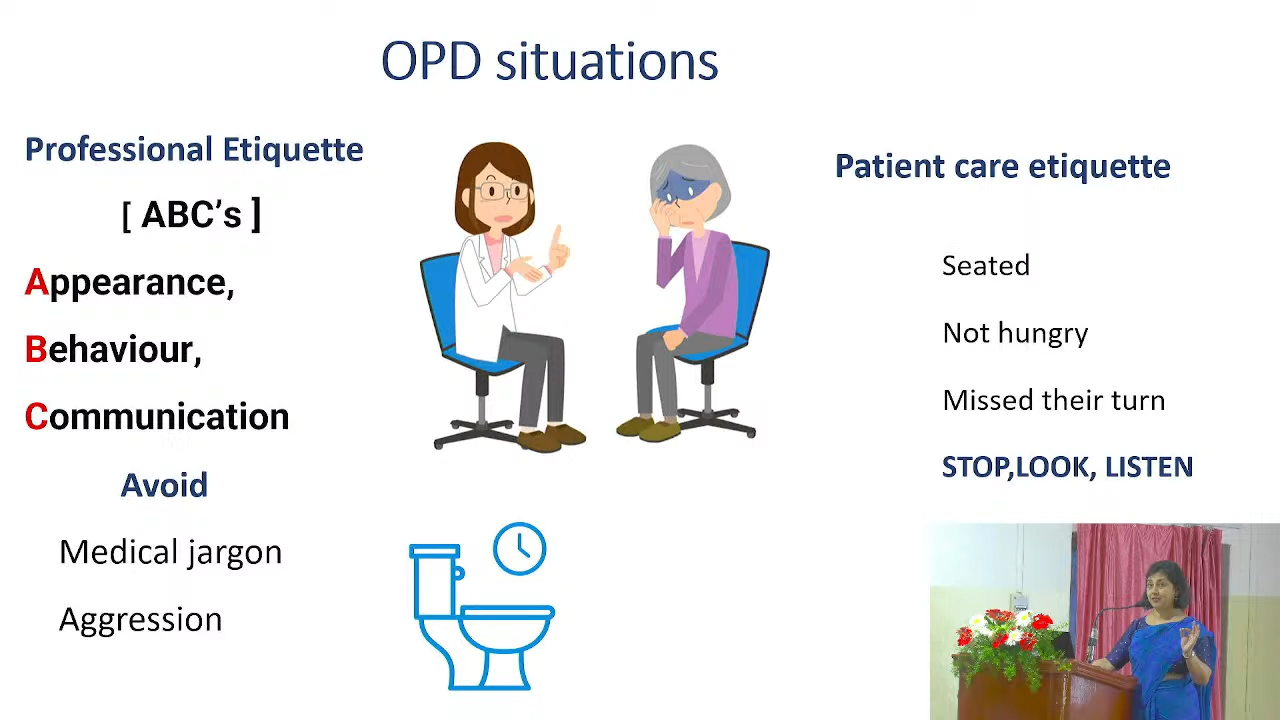 OPD situations
Professional Etiquette
[ ABC’s ]
Appearance,
Behaviour,
Communication
Avoid
Medical jargon
Aggression
Patient care etiquette
Seated
Not hungry
Missed their turn
STOP,LOOK, LISTEN